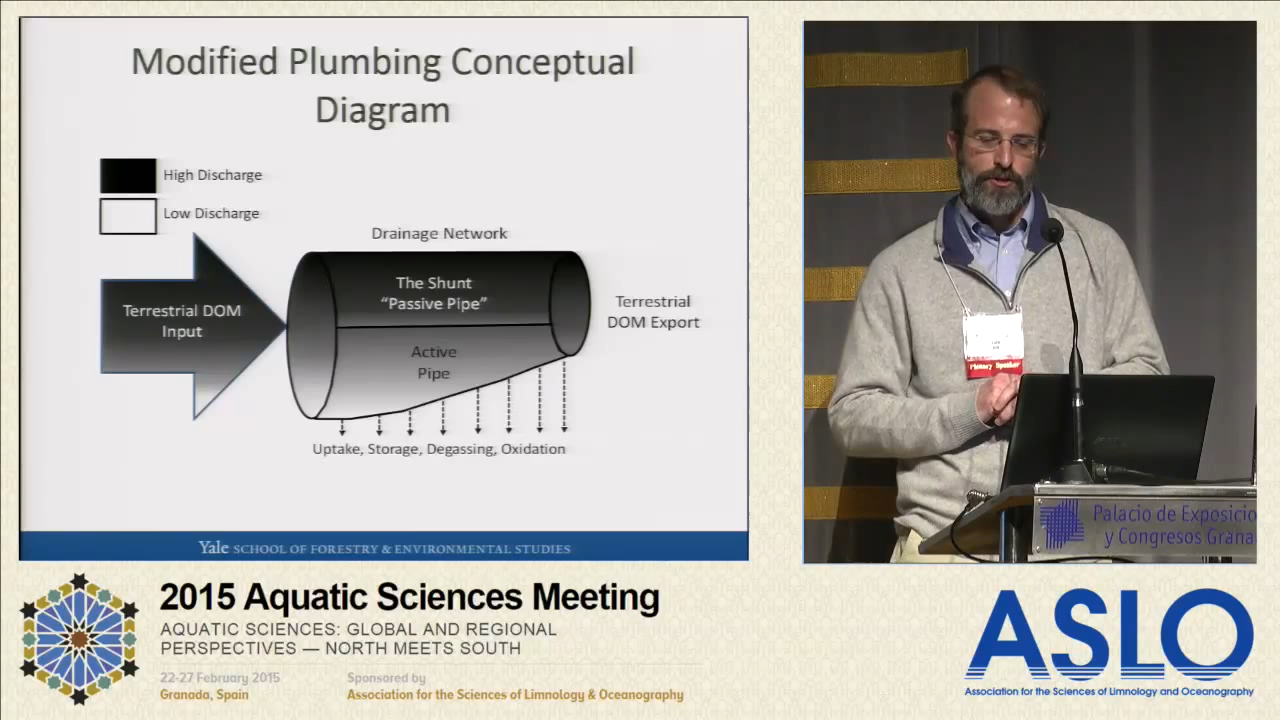 Modified Plumbing Conceptual
Diagram
High Discharge
Low Discharge
Drainage Network
The Shunt
"Passive Pipe"
Terrestrial DOM
Input
Terrestrial
DOM Export
Active
Pipe
Uptake, Storage, Degassing, Oxidation
Yale SCHOOL OF FORESTRY & ENVIRONMENTAL STUDIES
Plenary Speaker
Palacio de Exposicio
y Congresos Grana
2015 Aquatic Sciences Meeting
AQUATIC SCIENCES: GLOBAL AND REGIONAL
PERSPECTIVES — NORTH MEETS SOUTH
22-27 February 2015
Granada, Spain
Sponsored by
Association for the Sciences of Limnology & Oceanography
ASLO
Association for the Sciences of Limnology and Oceanography